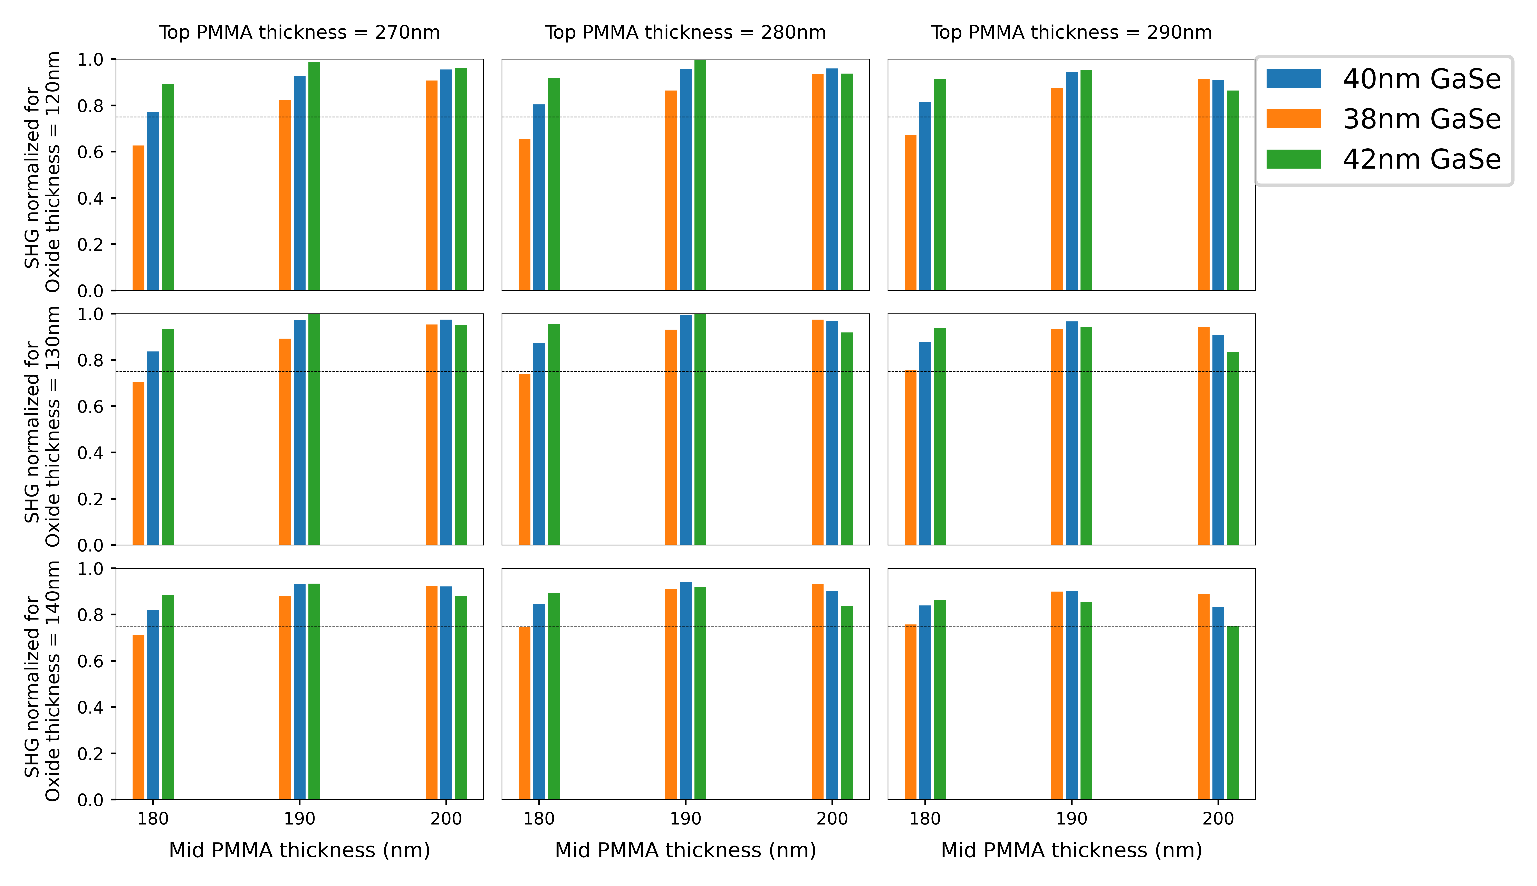 Top PMMA thickness = 270nm
Top PMMA thickness = 280nm
Top PMMA thickness = 290nm
SHG normalized for
Oxide thickness = 120nm
1.0
0.8
0.6
0.4
0.2
0.0
40nm GaSe
38nm GaSe
42nm GaSe
SHG normalized for
Oxide thickness = 130nm
1.0
0.8
0.6
0.4
0.2
0.0
SHG normalized for
Oxide thickness = 140nm
1.0
0.8
0.6
0.4
0.2
0.0
180
190
200
180
190
200
180
190
200
Mid PMMA thickness (nm)
Mid PMMA thickness (nm)
Mid PMMA thickness (nm)